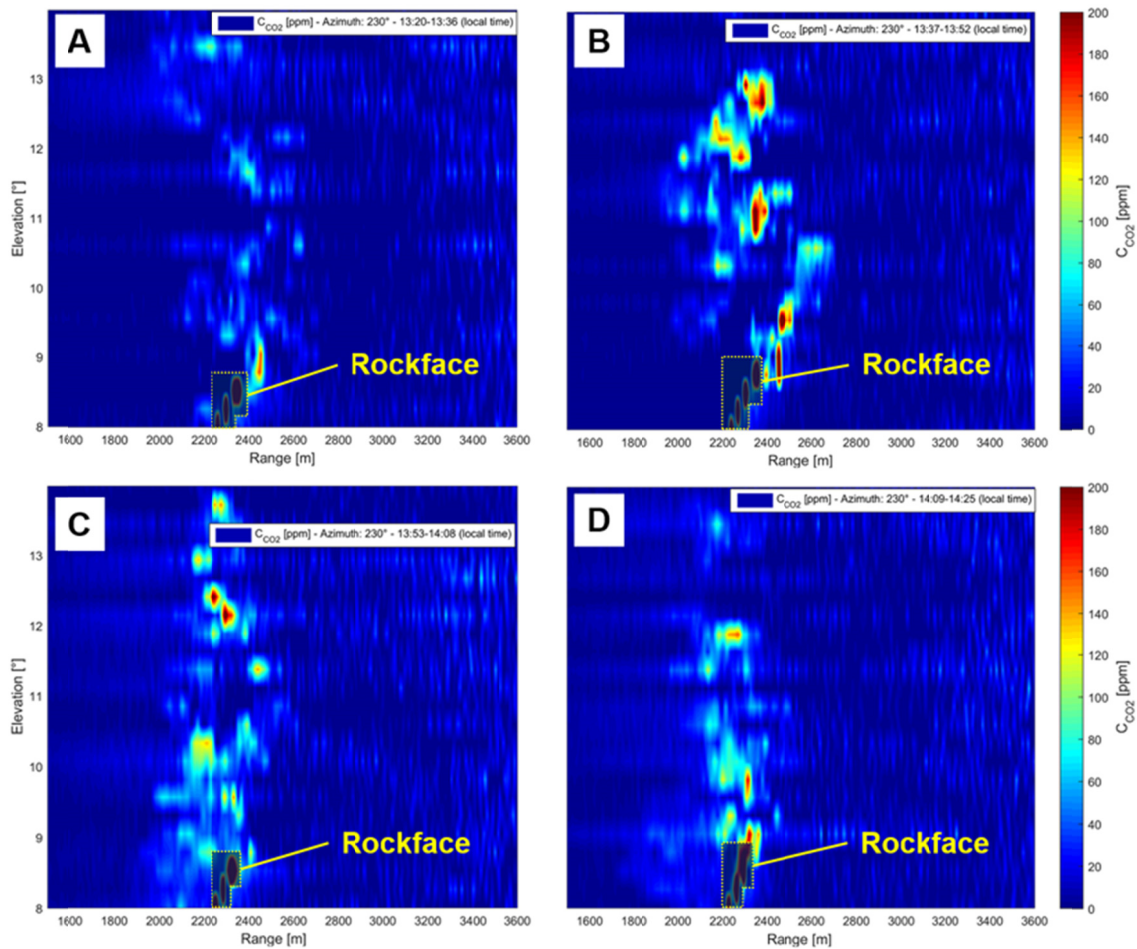 A
C_CO2 [ppm] - Azimuth: 230° - 13:20-13:36 (local time)
13
12
11
10
9
8
Elevation [°]
Rockface
1600 2000 2200 2400 2600 2800 3000 3200 3400 3600
Range [m]
B
C_CO2 [ppm] - Azimuth: 230° - 13:37-13:52 (local time)
Rockface
1600 2000 2200 2400 2600 2800 3000 3200 3400 3600
Range [m]
200
180
160
140
120
100
80
60
40
20
0
C_CO2 [ppm]
C
C_CO2 [ppm] - Azimuth: 230° - 13:53-14:08 (local time)
13
12
11
10
9
8
Elevation [°]
Rockface
1600 2000 2200 2400 2600 2800 3000 3200 3400 3600
Range [m]
D
C_CO2 [ppm] - Azimuth: 230° - 14:09-14:25 (local time)
Rockface
1600 2000 2200 2400 2600 2800 3000 3200 3400 3600
Range [m]
200
180
160
140
120
100
80
60
40
20
0
C_CO2 [ppm]